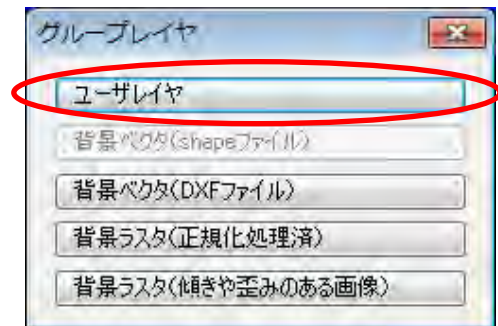 グループレイヤ
ユーザレイヤ
背景ベクタ(shapeファイル)
背景ベクタ(DXFファイル)
背景ラスタ(正規化処理済)
背景ラスタ(傾きや歪みのある画像)